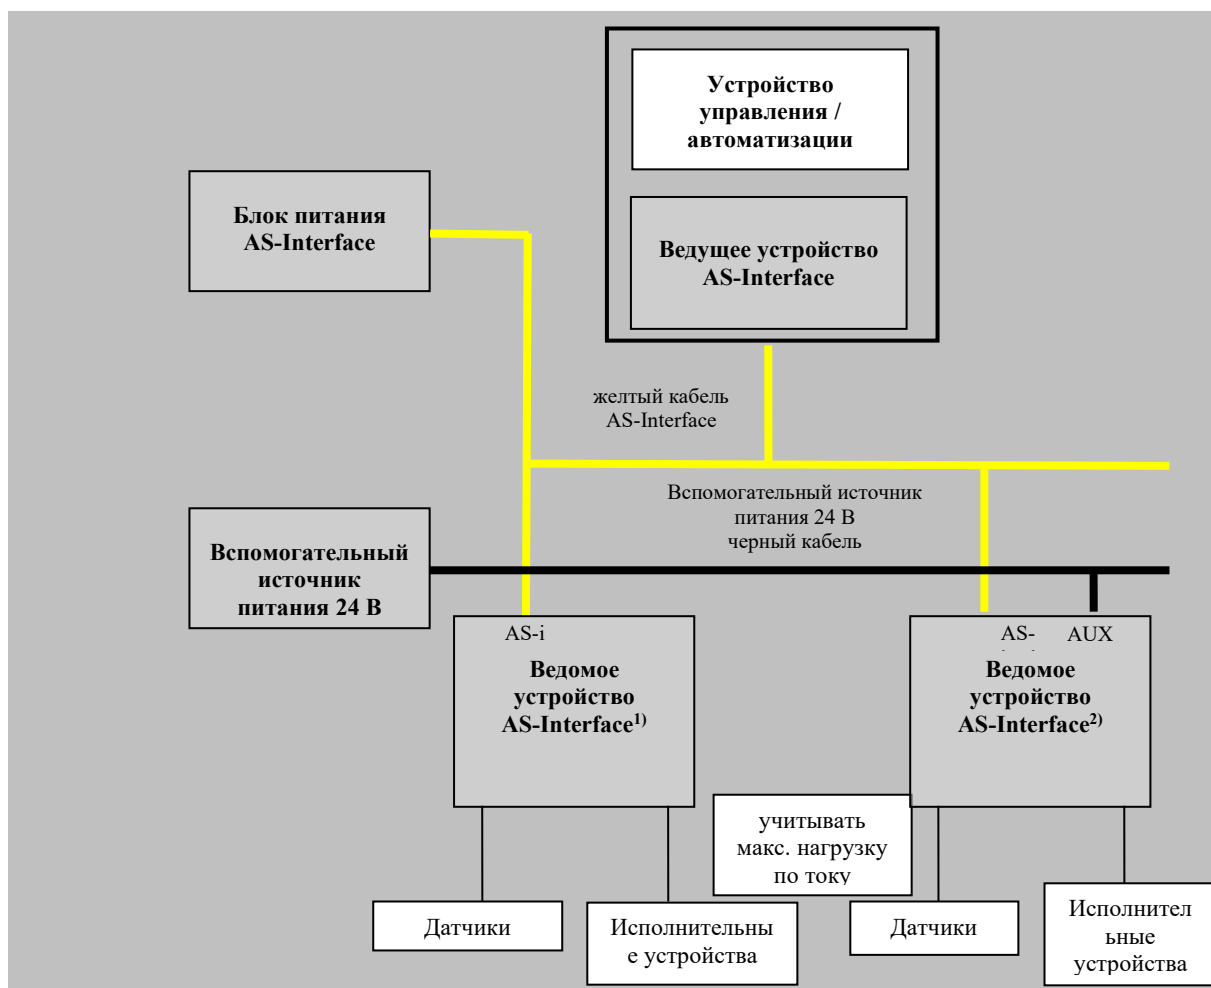 Устройство
управления /
автоматизации
Блок питания
AS-Interface
Ведущее устройство
AS-Interface
желтый кабель
AS-Interface
Вспомогательный источник
питания 24 В
черный кабель
Вспомогательный
источник
питания 24 В
AS-i
Ведомое
устройство
AS-Interface1)
AS-
AUX
Ведомое
устройство
AS-Interface2)
учитывать
макс. нагрузку
по току
Датчики
Исполнительны
е устройства
Датчики
Исполнител
ьные
устройства